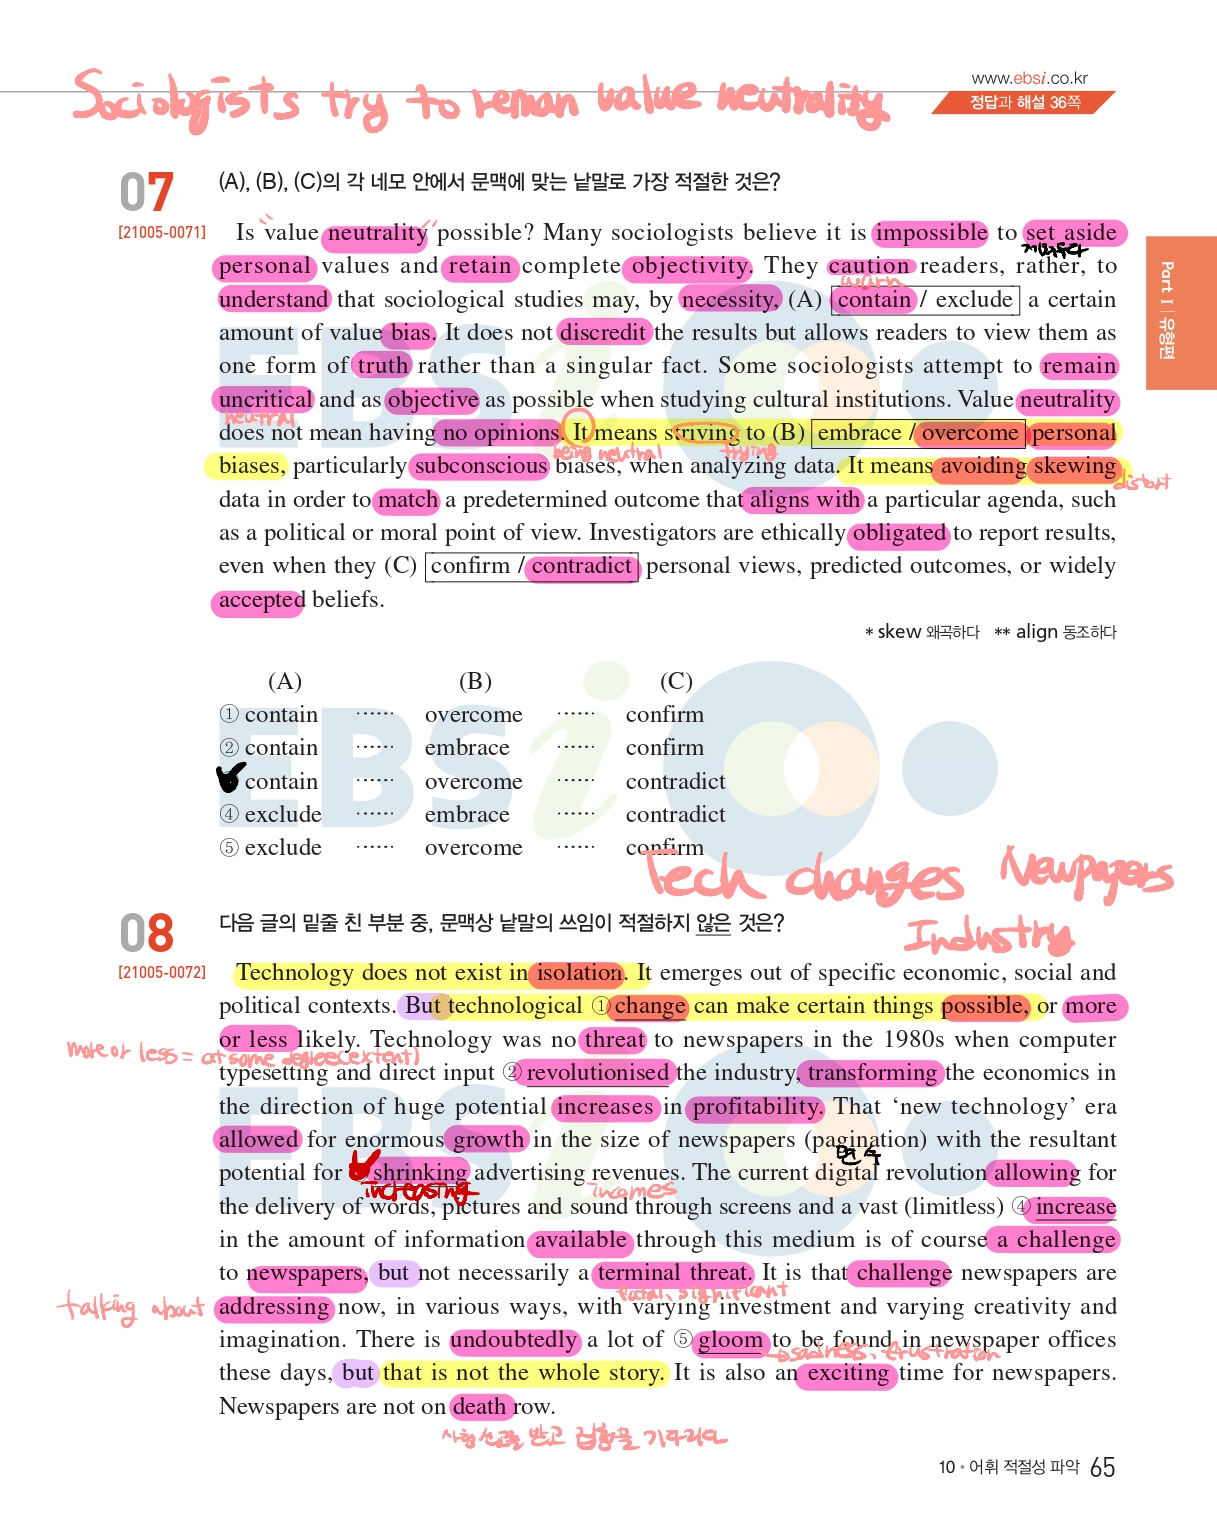 www.ebsi.co.kr
정답과 해설 36쪽
Sociologists try to reman value neutrality
07
(A), (B), (C)의 각 네모 안에서 문맥에 맞는 낱말로 가장 적절한 것은?
[21005-0071]
Is "value neutrality" possible? Many sociologists believe it is impossible to set aside
제쳐두다
personal values and retain complete objectivity. They caution readers, rather, to
warn
understand that sociological studies may, by necessity, (A) contain / exclude a certain
amount of value bias. It does not discredit the results but allows readers to view them as
one form of truth rather than a singular fact. Some sociologists attempt to remain
uncritical and as objective as possible when studying cultural institutions. Value neutrality
neutral
does not mean having no opinions. It means striving to (B) embrace / overcome personal
being neutral trying
biases, particularly subconscious biases, when analyzing data. It means avoiding skewing
distort
data in order to match a predetermined outcome that aligns with a particular agenda, such
as a political or moral point of view. Investigators are ethically obligated to report results,
even when they (C) confirm / contradict personal views, predicted outcomes, or widely
accepted beliefs.
* skew 왜곡하다 ** align 동조하다
Part I 유형편
(A) (B) (C)
① contain ······ overcome ······ confirm
② contain ······ embrace ······ confirm
contain ······ overcome ······ contradict
④ exclude ······ embrace ······ contradict
⑤ exclude ······ overcome ······ confirm
Tech changes Newpapers
Industry
08
다음 글의 밑줄 친 부분 중, 문맥상 낱말의 쓰임이 적절하지 않은 것은?
[21005-0072]
Technology does not exist in isolation. It emerges out of specific economic, social and
political contexts. But technological ① change can make certain things possible, or more
or less likely. Technology was no threat to newspapers in the 1980s when computer
more or less = at some degree(extent)
typesetting and direct input ② revolutionised the industry, transforming the economics in
the direction of huge potential increases in profitability. That ‘new technology’ era
allowed for enormous growth in the size of newspapers (pagination) with the resultant
면 수
potential for shrinking advertising revenues. The current digital revolution allowing for
increasing incomes
the delivery of words, pictures and sound through screens and a vast (limitless) ④ increase
in the amount of information available through this medium is of course a challenge
to newspapers, but not necessarily a terminal threat. It is that challenge newspapers are
fatal, significant
talking about
addressing now, in various ways, with varying investment and varying creativity and
imagination. There is undoubtedly a lot of ⑤ gloom to be found in newspaper offices
sadness, frustration
these days, but that is not the whole story. It is also an exciting time for newspapers.
Newspapers are not on death row.
사형 선고를 받고 집행을 기다리다
10 • 어휘 적절성 파악 65
EBSi
EBSi
EBSi